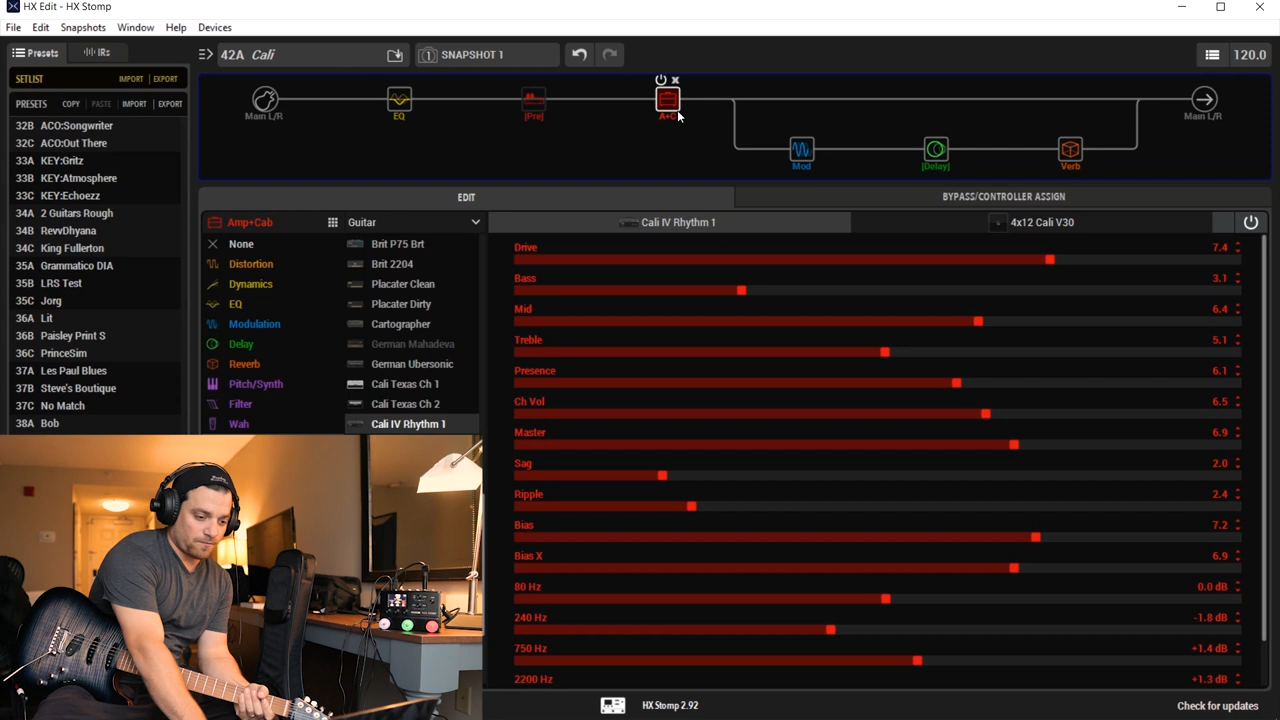 HX Edit - HX Stomp
File Edit Snapshots Window Help Devices
Presets IRs
42A Cali
1 SNAPSHOT 1
120.0
SETLIST IMPORT | EXPORT
PRESETS COPY PASTE IMPORT | EXPORT
32B ACO:Songwriter
32C ACO:Out There
33A KEY:Gritz
33B KEY:Atmosphere
33C KEY:Echoezz
34A 2 Guitars Rough
34B RevvDhyana
34C King Fullerton
35A Grammatico DIA
35B LRS Test
35C Jorg
36A Lit
36B Paisley Print S
36C PrinceSim
37A Les Paul Blues
37B Steve's Boutique
37C No Match
38A Bob
Main L/R
EQ
[Pre]
A+C
Main L/R
Mod
[Delay]
Verb
EDIT
BYPASS/CONTROLLER ASSIGN
Amp+Cab
None
Distortion
Dynamics
EQ
Modulation
Delay
Reverb
Pitch/Synth
Filter
Wah
Guitar
Brit P75 Brt
Brit 2204
Placater Clean
Placater Dirty
Cartographer
German Mahadeva
German Ubersonic
Cali Texas Ch 1
Cali Texas Ch 2
Cali IV Rhythm 1
Cali IV Rhythm 1
4x12 Cali V30
Drive 7.4
Bass 3.1
Mid 6.4
Treble 5.1
Presence 6.1
Ch Vol 6.5
Master 6.9
Sag 2.0
Ripple 2.4
Bias 7.2
Bias X 6.9
80 Hz 0.0 dB
240 Hz -1.8 dB
750 Hz +1.4 dB
2200 Hz +1.3 dB
HX Stomp 2.92
Check for updates